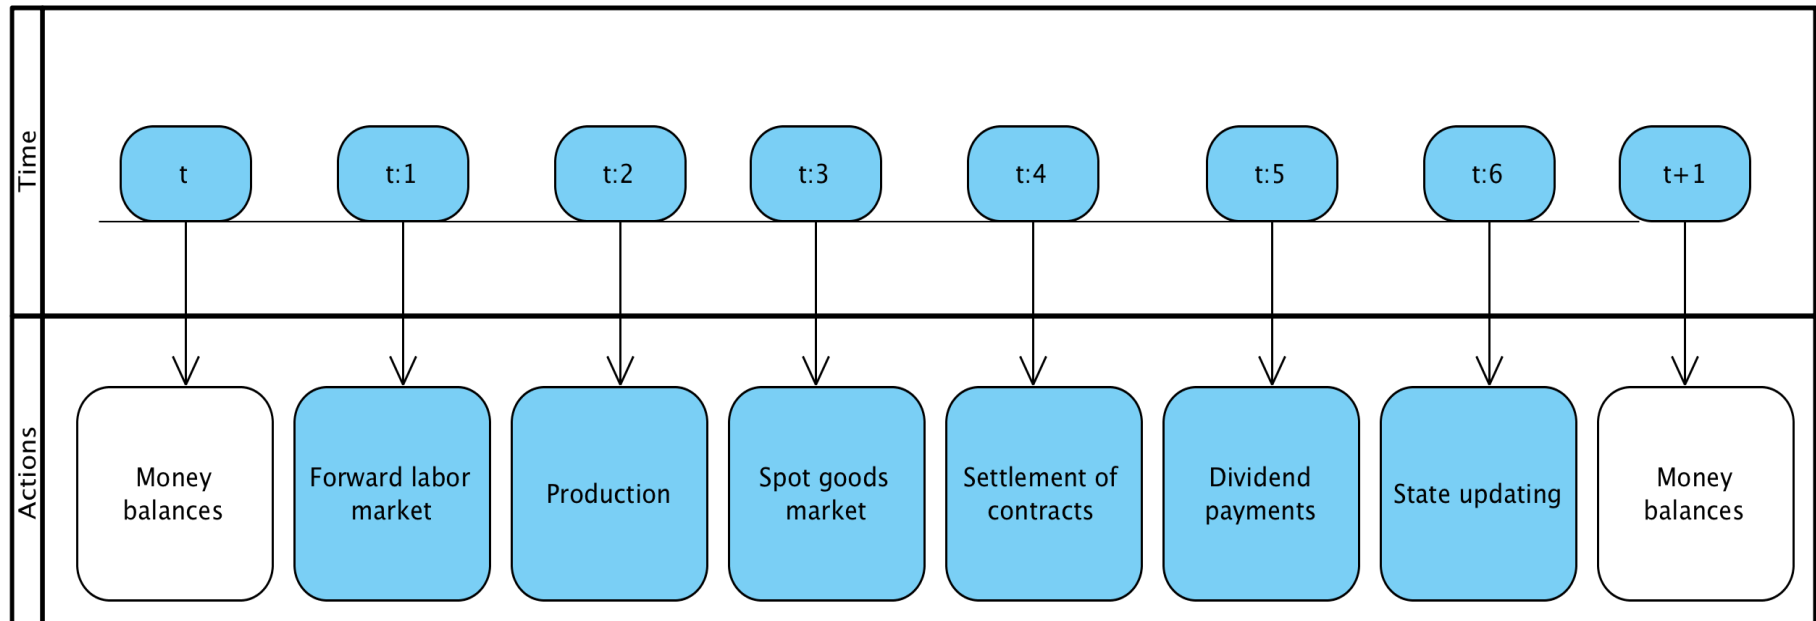 Time
t
t:1
t:2
t:3
t:4
t:5
t:6
t+1
Actions
Money
balances
Forward labor
market
Production
Spot goods
market
Settlement of
contracts
Dividend
payments
State updating
Money
balances